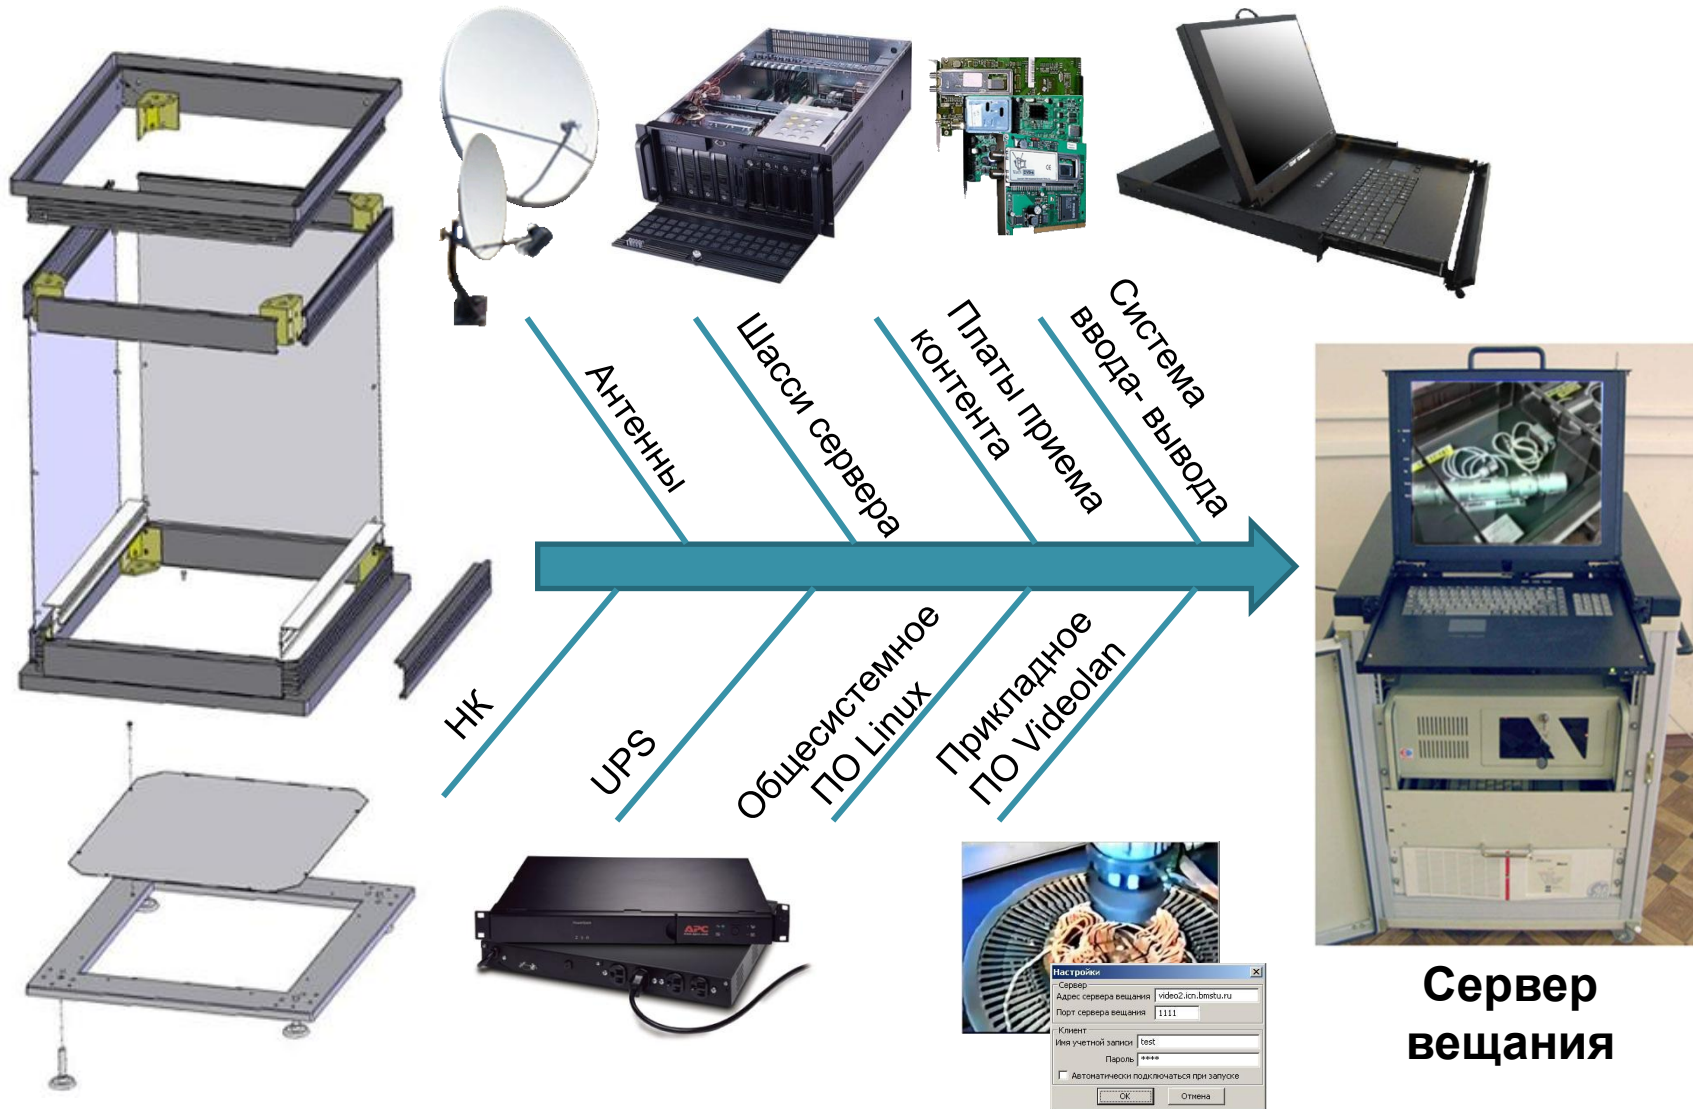 Антенны
Шасси сервера
Платы приема
контента
Система
ввода- вывода
НК
UPS
Общесистемное
ПО Linux
Прикладное
ПО Videolan
APC
Настройки
Сервер
Адрес сервера вещания video2.icn.bmstu.ru
Порт сервера вещания 1111
Клиент
Имя учетной записи test
Пароль ****
Автоматически подключаться при запуске
OK Отмена
Сервер
вещания